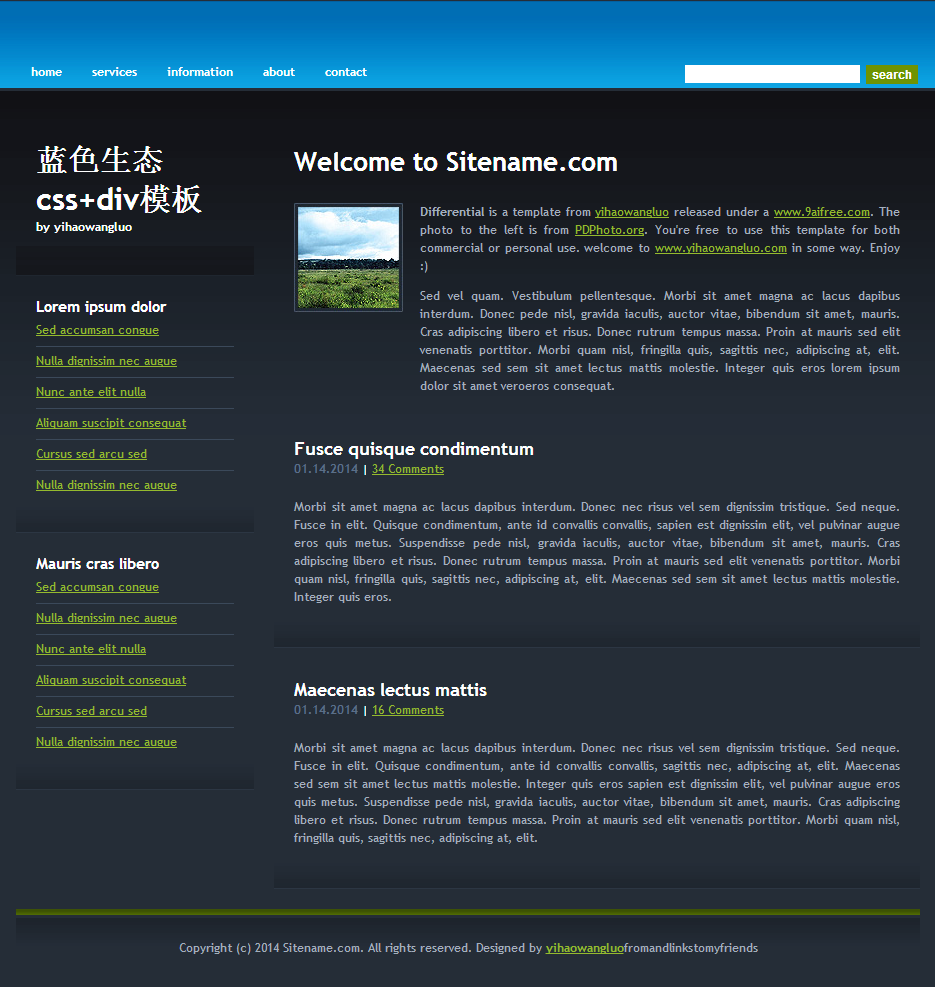 home services information about contact search
蓝色生态
css+div模板
by yihaowangluo
Lorem ipsum dolor
Sed accumsan congue
Nulla dignissim nec augue
Nunc ante elit nulla
Aliquam suscipit consequat
Cursus sed arcu sed
Nulla dignissim nec augue
Mauris cras libero
Sed accumsan congue
Nulla dignissim nec augue
Nunc ante elit nulla
Aliquam suscipit consequat
Cursus sed arcu sed
Nulla dignissim nec augue
Welcome to Sitename.com
Differential is a template from yihaowangluo released under a www.9aifree.com. The
photo to the left is from PDPhoto.org. You're free to use this template for both
commercial or personal use. welcome to www.yihaowangluo.com in some way. Enjoy
:)
Sed vel quam. Vestibulum pellentesque. Morbi sit amet magna ac lacus dapibus
interdum. Donec pede nisl, gravida iaculis, auctor vitae, bibendum sit amet, mauris.
Cras adipiscing libero et risus. Donec rutrum tempus massa. Proin at mauris sed elit
venenatis porttitor. Morbi quam nisl, fringilla quis, sagittis nec, adipiscing at, elit.
Maecenas sed sem sit amet lectus mattis molestie. Integer quis eros lorem ipsum
dolor sit amet veroeros consequat.
Fusce quisque condimentum
01.14.2014 | 34 Comments
Morbi sit amet magna ac lacus dapibus interdum. Donec nec risus vel sem dignissim tristique. Sed neque.
Fusce in elit. Quisque condimentum, ante id convallis convallis, sapien est dignissim elit, vel pulvinar augue
eros quis metus. Suspendisse pede nisl, gravida iaculis, auctor vitae, bibendum sit amet, mauris. Cras
adipiscing libero et risus. Donec rutrum tempus massa. Proin at mauris sed elit venenatis porttitor. Morbi
quam nisl, fringilla quis, sagittis nec, adipiscing at, elit. Maecenas sed sem sit amet lectus mattis molestie.
Integer quis eros.
Maecenas lectus mattis
01.14.2014 | 16 Comments
Morbi sit amet magna ac lacus dapibus interdum. Donec nec risus vel sem dignissim tristique. Sed neque.
Fusce in elit. Quisque condimentum, ante id convallis convallis, sagittis nec, adipiscing at, elit. Maecenas
sed sem sit amet lectus mattis molestie. Integer quis eros sapien est dignissim elit, vel pulvinar augue eros
quis metus. Suspendisse pede nisl, gravida iaculis, auctor vitae, bibendum sit amet, mauris. Cras adipiscing
libero et risus. Donec rutrum tempus massa. Proin at mauris sed elit venenatis porttitor. Morbi quam nisl,
fringilla quis, sagittis nec, adipiscing at, elit.
Copyright (c) 2014 Sitename.com. All rights reserved. Designed by yihaowangluofromandlinkstomyfriends